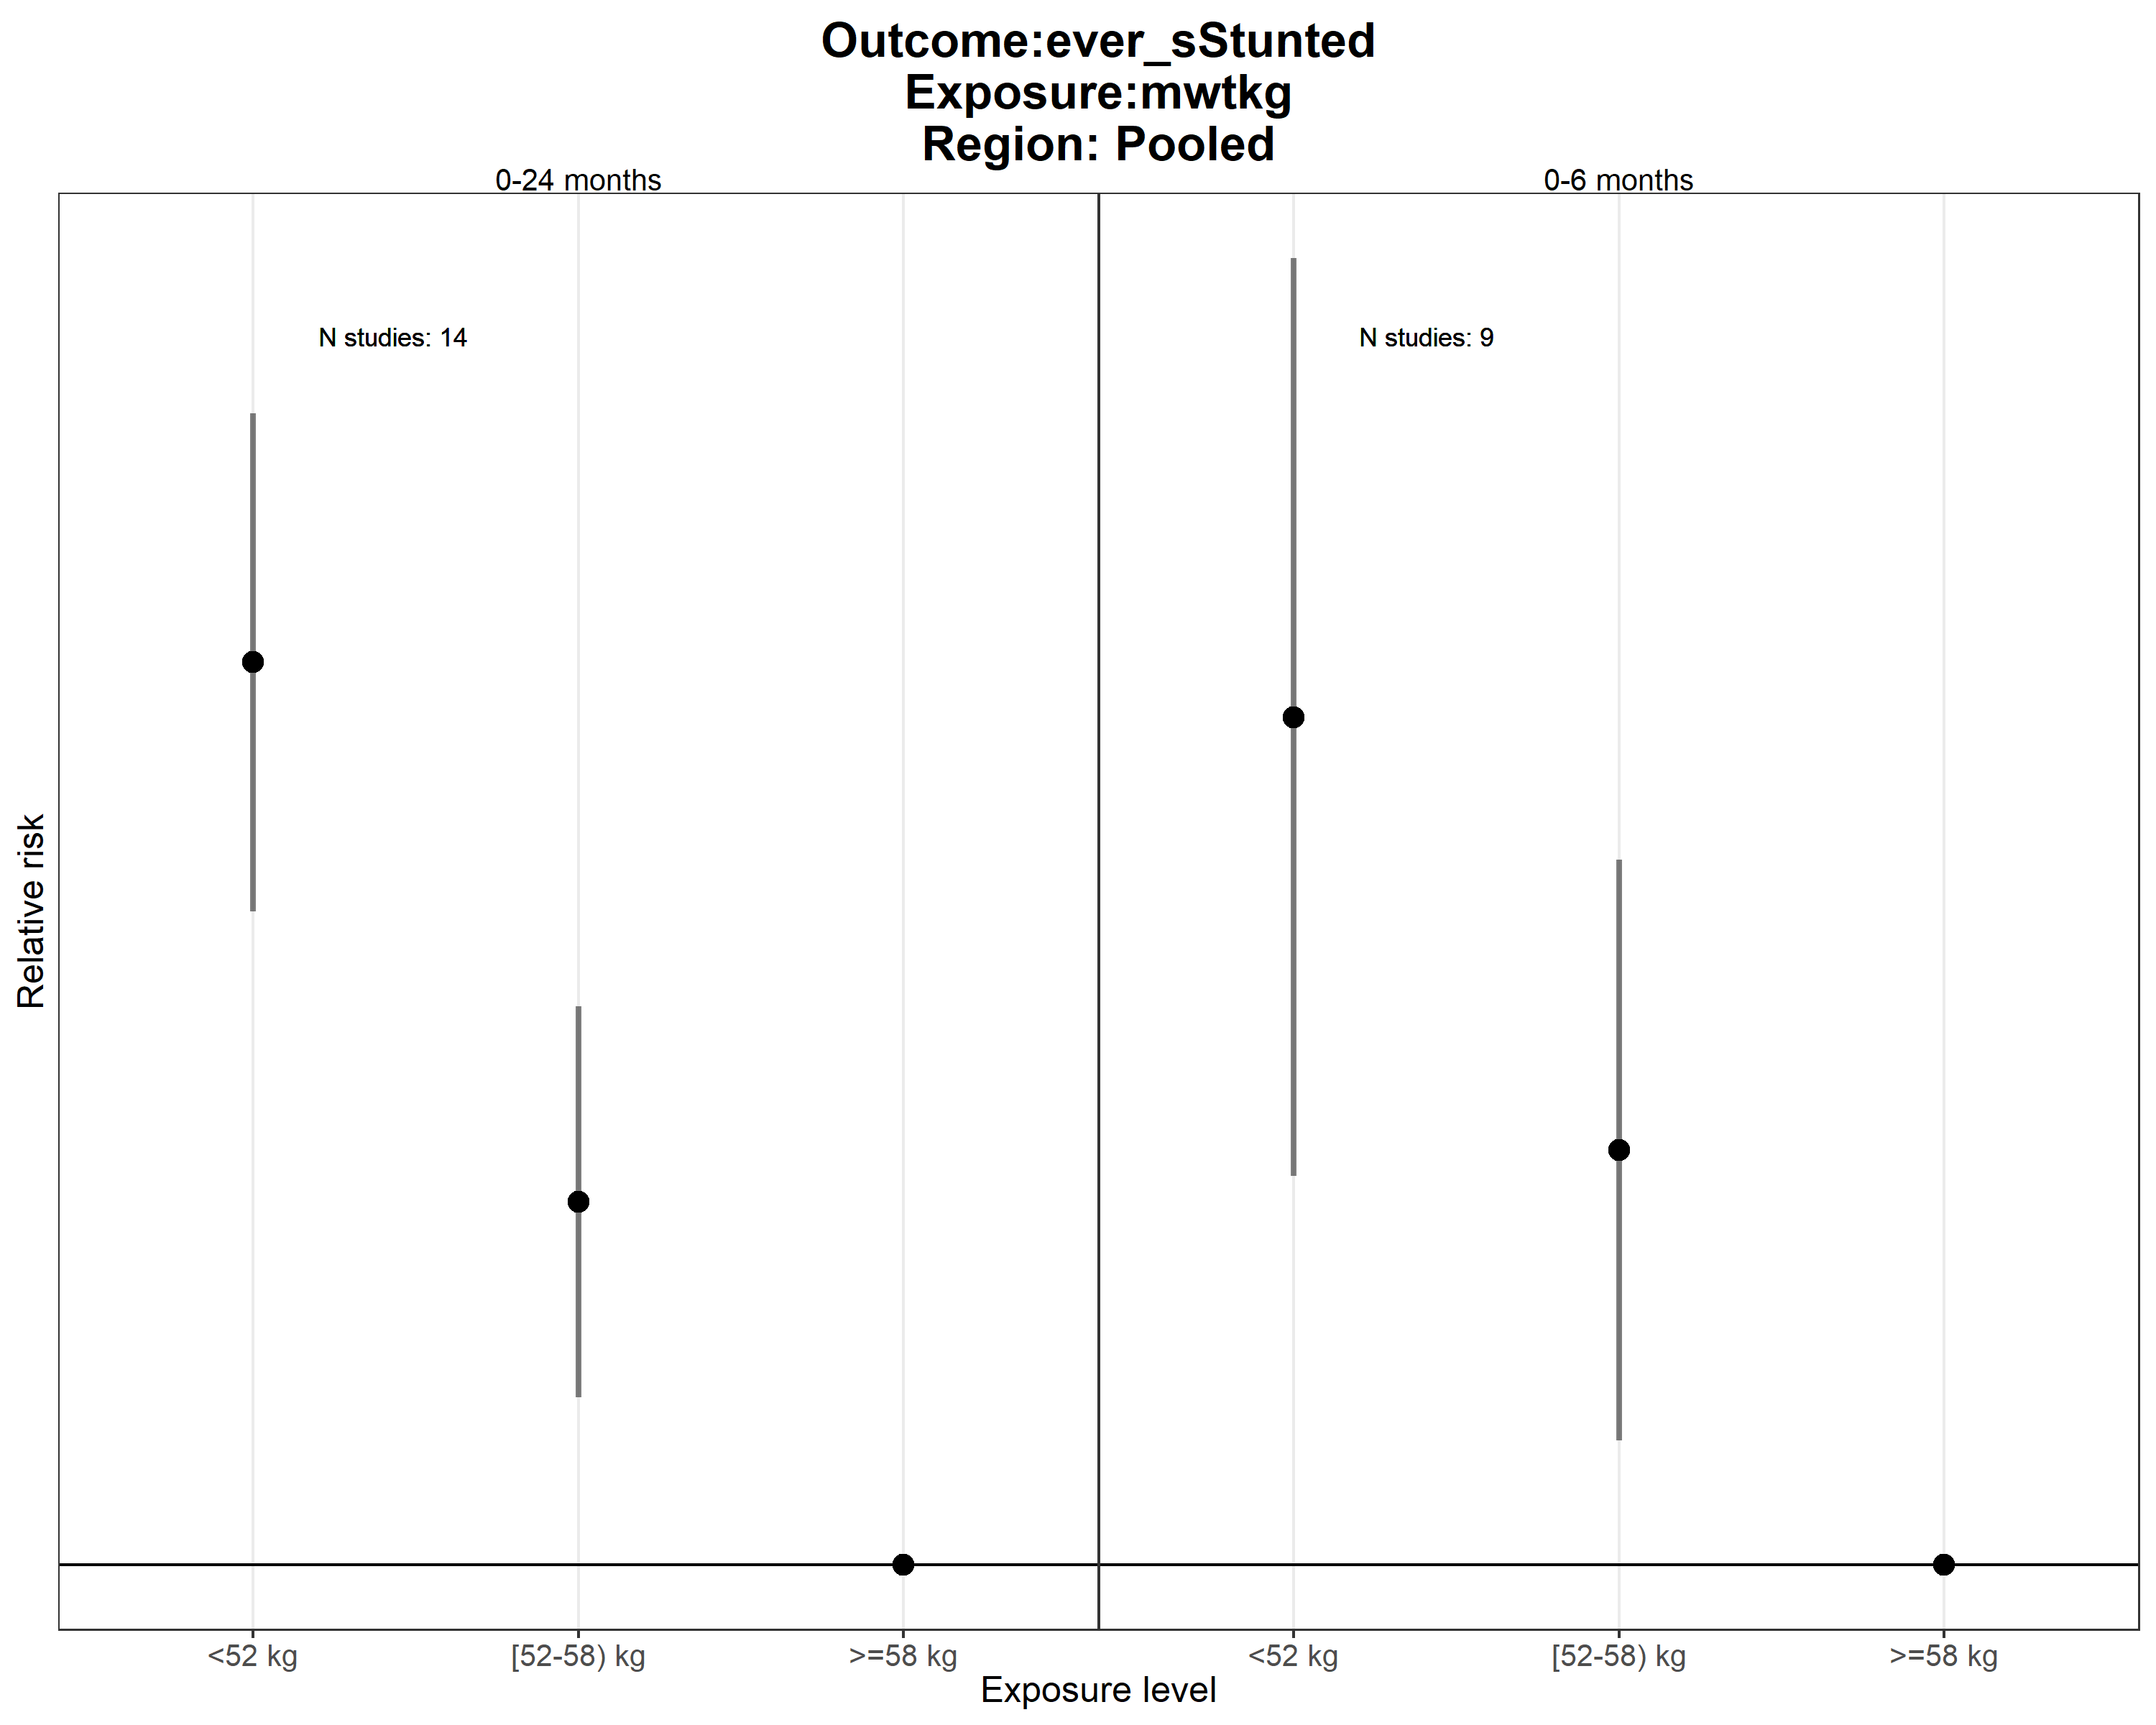 Outcome:ever_sStunted
Exposure:mwtkg
Region: Pooled
0-24 months
0-6 months
N studies: 14
N studies: 9
Relative risk
<52 kg
[52-58) kg
>=58 kg
<52 kg
[52-58) kg
>=58 kg
Exposure level